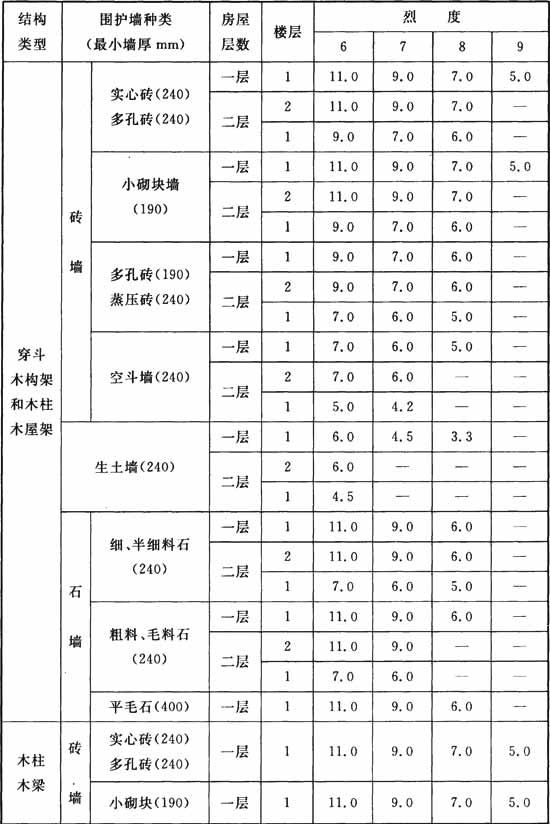 结构类型 围护墙种类(最小墙厚mm) 房屋层数 楼层 烈度
6 7 8 9
穿斗木构架和木柱木屋架
砖墙
实心砖(240)
多孔砖(240)
一层 1 11.0 9.0 7.0 5.0
二层 2 11.0 9.0 7.0 —
1 9.0 7.0 6.0 —
小砌块墙
(190)
一层 1 11.0 9.0 7.0 5.0
二层 2 11.0 9.0 7.0 —
1 9.0 7.0 6.0 —
多孔砖(190)
蒸压砖(240)
一层 1 9.0 7.0 6.0 —
二层 2 9.0 7.0 6.0 —
1 7.0 6.0 5.0 —
空斗墙(240)
一层 1 7.0 6.0 5.0 —
二层 2 7.0 6.0 — —
1 5.0 4.2 — —
生土墙(240)
一层 1 6.0 4.5 3.3 —
二层 2 6.0 — — —
1 4.5 — — —
石墙
细、半细料石
(240)
一层 1 11.0 9.0 6.0 —
二层 2 11.0 9.0 6.0 —
1 7.0 6.0 5.0 —
粗料、毛料石
(240)
一层 1 11.0 9.0 6.0 —
二层 2 11.0 9.0 — —
1 7.0 6.0 — —
平毛石(400) 一层 1 11.0 9.0 6.0 —
木柱木梁
砖墙
实心砖(240)
多孔砖(240)
一层 1 11.0 9.0 7.0 5.0
小砌块(190) 一层 1 11.0 9.0 7.0 5.0